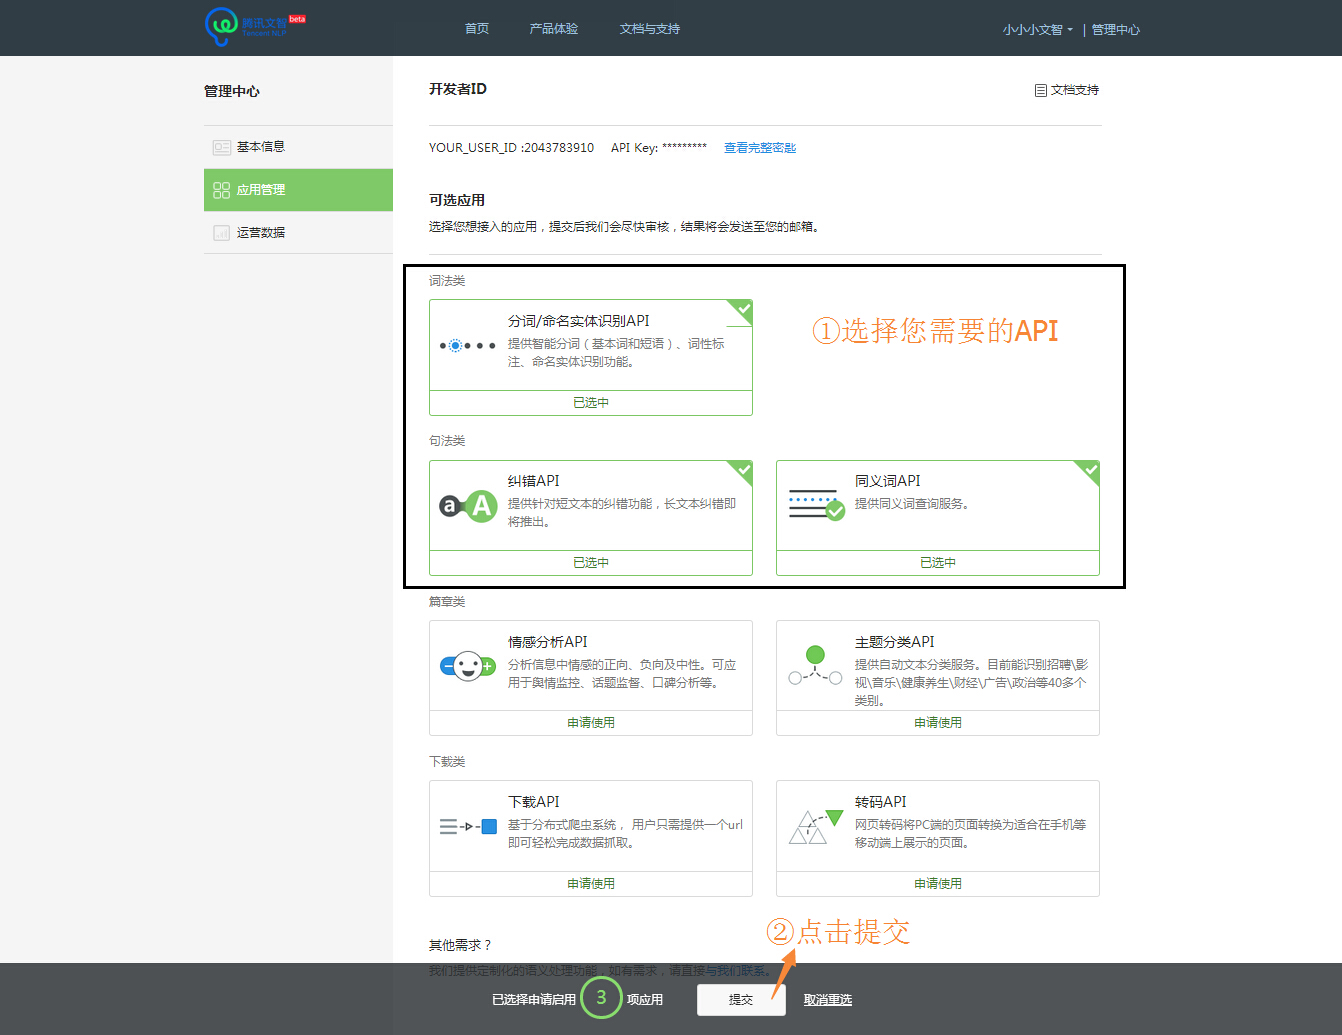 腾讯文智 beta
Tencent NLP
首页 产品体验 文档与支持 小小小文智 | 管理中心
管理中心
基本信息
应用管理
运营数据
开发者ID 文档支持
YOUR_USER_ID :2043783910 API Key: ********* 查看完整密匙
可选应用
选择您想接入的应用，提交后我们会尽快审核，结果将会发送至您的邮箱。
词法类
分词/命名实体识别API
提供智能分词（基本词和短语）、词性标
注、命名实体识别功能。
已选中
①选择您需要的API
句法类
a A
纠错API
提供针对短文本的纠错功能，长文本纠错即
将推出。
已选中
同义词API
提供同义词查询服务。
已选中
篇章类
情感分析API
分析信息中情感的正向、负向及中性。可应
用于舆情监控、话题监督、口碑分析等。
申请使用
主题分类API
提供自动文本分类服务。目前能识别招聘\影
视\音乐\健康养生\财经\广告\政治等40多个
类别。
申请使用
下载类
下载API
基于分布式爬虫系统， 用户只需提供一个url
即可轻松完成数据抓取。
申请使用
转码API
网页转码将PC端的页面转换为适合在手机等
移动端上展示的页面。
申请使用
②点击提交
其他需求？
我们提供定制化的语义处理功能，如有需求，请直接与我们联系。
已选择申请启用 3 项应用 提交 取消重选